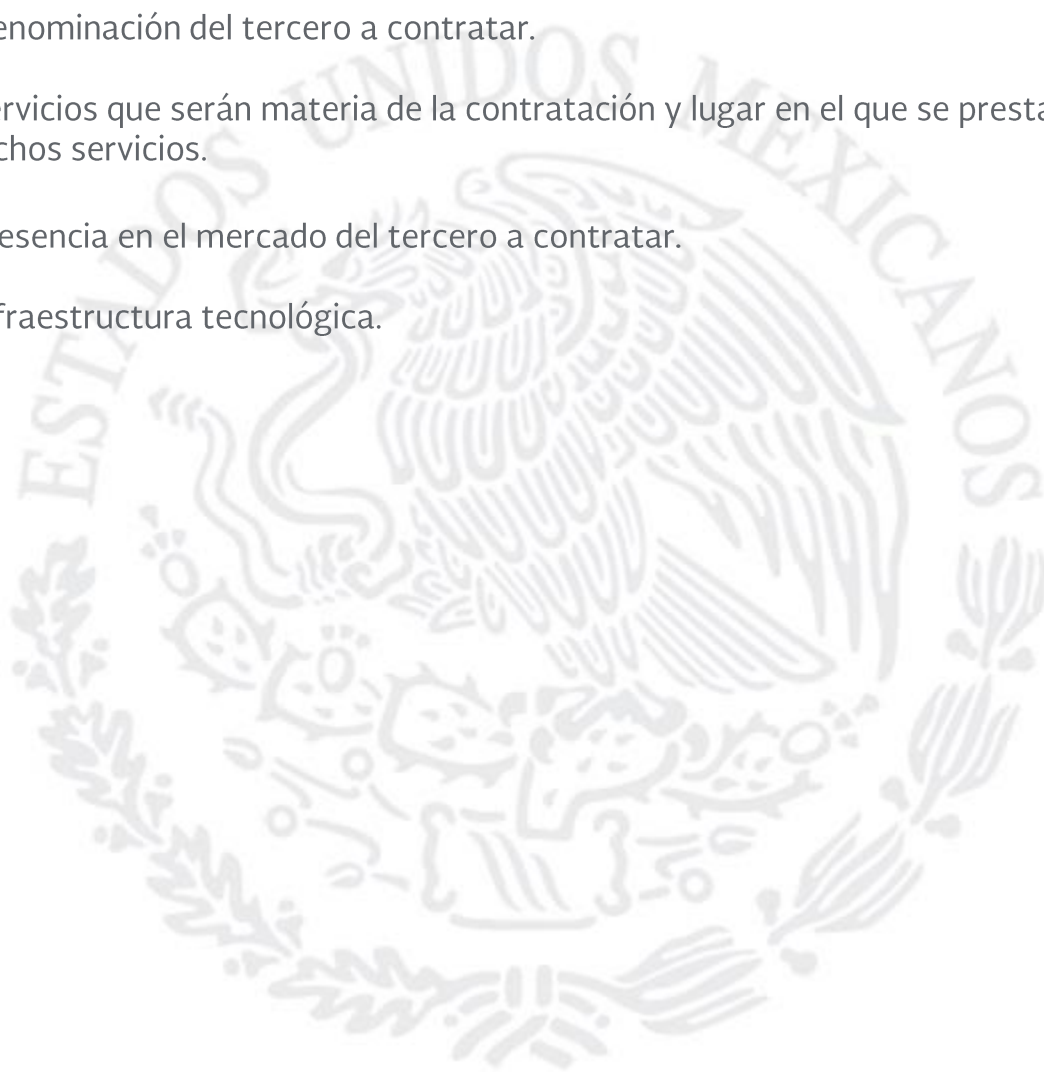 enominación del tercero a contratar.
ervicios que serán materia de la contratación y lugar en el que se presta
chos servicios.
esencia en el mercado del tercero a contratar.
fraestructura tecnológica.
ESTADOS UNIDOS MEXICANOS